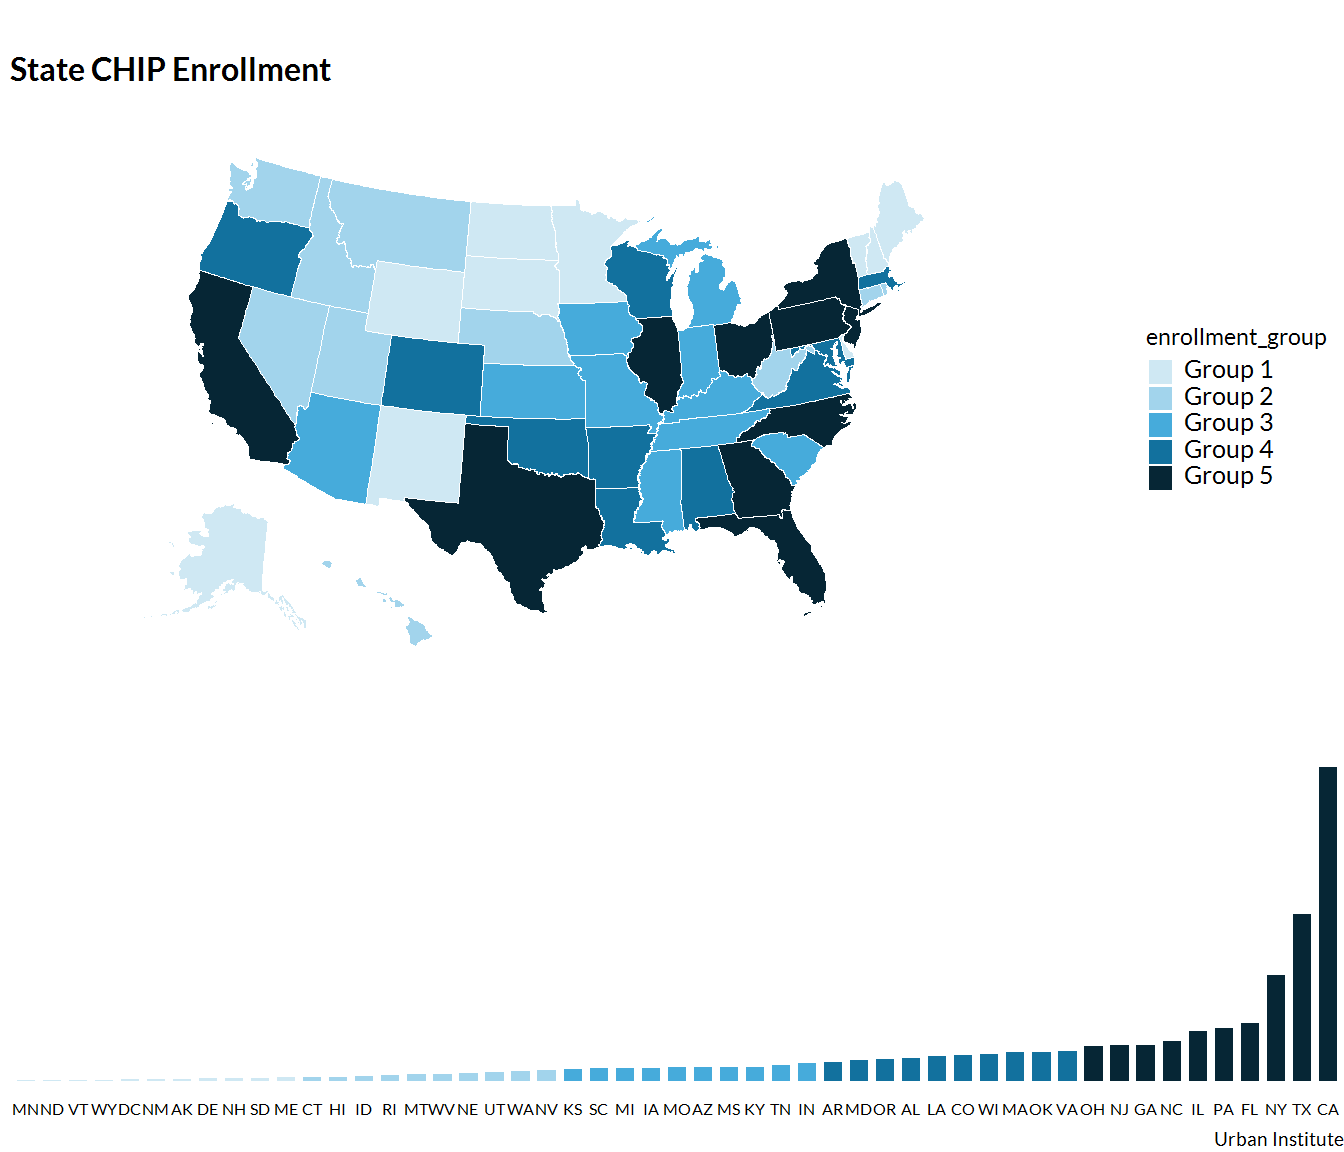 State CHIP Enrollment
enrollment_group
Group 1
Group 2
Group 3
Group 4
Group 5
MN ND VT WY DC NM AK DE NH SD ME CT HI ID RI MT WV NE UT WA NV KS SC MI IA MO AZ MS KY TN IN AR MD OR AL LA CO WI MA OK VA OH NJ GA NC IL PA FL NY TX CA
Urban Institute